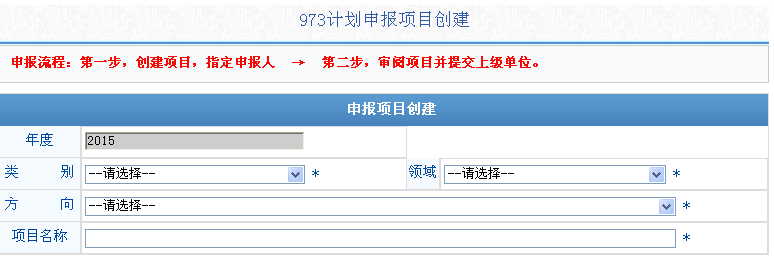 973计划申报项目创建
申报流程：第一步，创建项目，指定申报人 → 第二步，审阅项目并提交上级单位。
申报项目创建
年度 2015
类 别 --请选择-- * 领域 --请选择-- *
方 向 --请选择-- *
项目名称 *